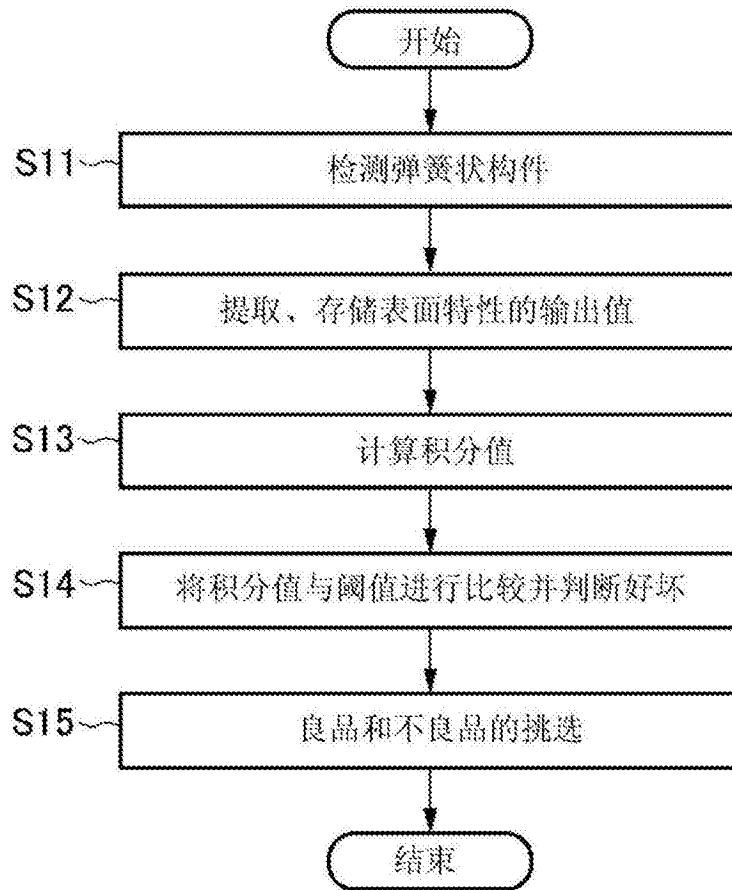 开始
S11 检测弹簧状构件
S12 提取、存储表面特性的输出值
S13 计算积分值
S14 将积分值与阈值进行比较并判断好坏
S15 良品和不良品的挑选
结束